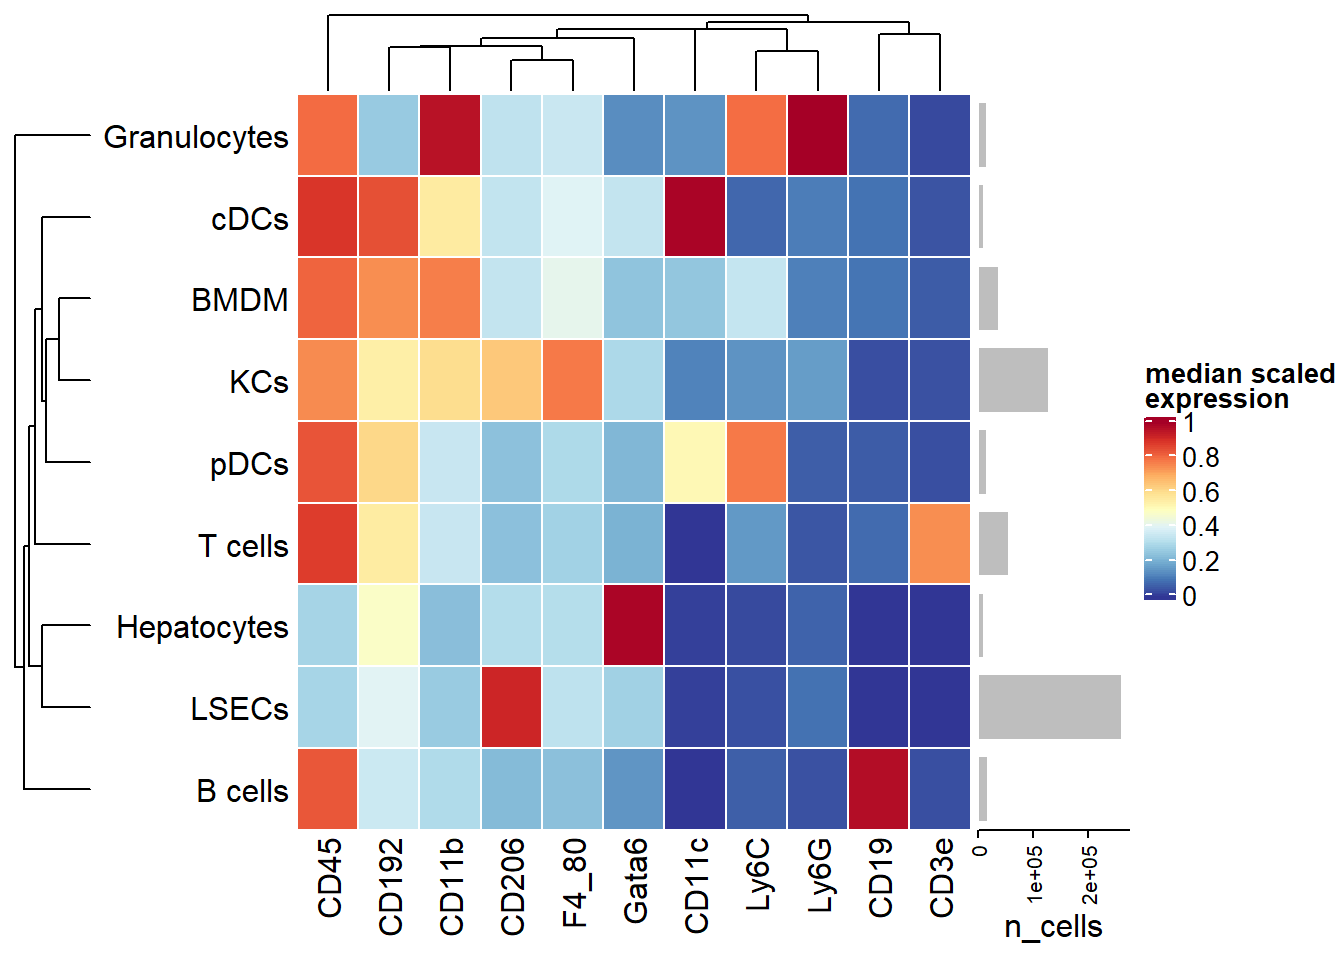 Granulocytes
cDCs
BMDM
KCs
pDCs
T cells
Hepatocytes
LSECs
B cells
CD45
CD192
CD11b
CD206
F4_80
Gata6
CD11c
Ly6C
Ly6G
CD19
CD3e
0
1e+05
2e+05
n_cells
median scaled
expression
1
0.8
0.6
0.4
0.2
0